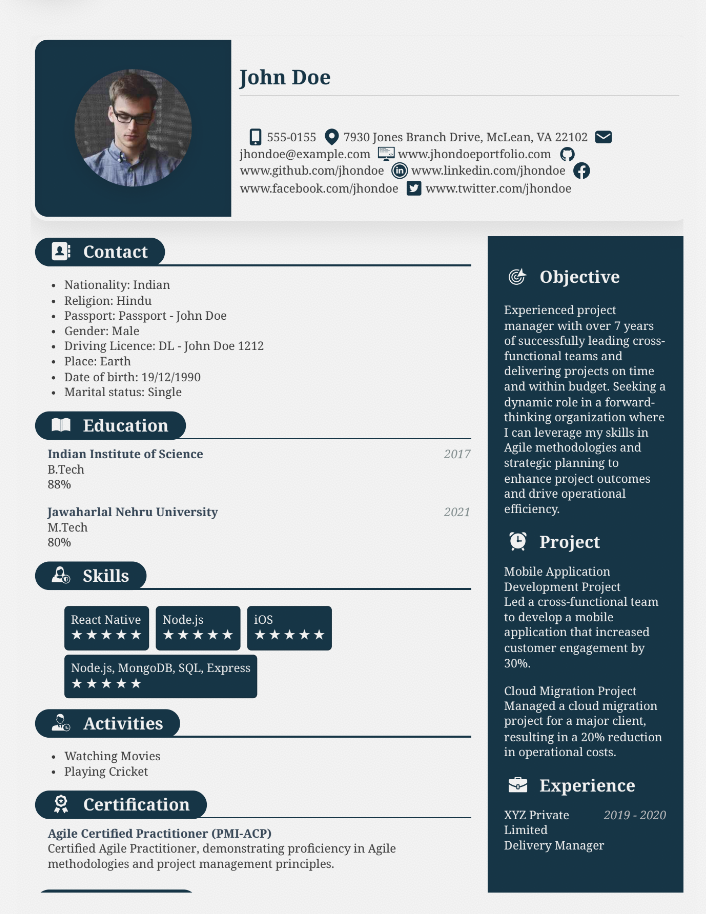 John Doe
555-0155 7930 Jones Branch Drive, McLean, VA 22102
jhondoe@example.com www.jhondoeportfolio.com
www.github.com/jhondoe www.linkedin.com/jhondoe
www.facebook.com/jhondoe www.twitter.com/jhondoe
Contact
• Nationality: Indian
• Religion: Hindu
• Passport: Passport - John Doe
• Gender: Male
• Driving Licence: DL - John Doe 1212
• Place: Earth
• Date of birth: 19/12/1990
• Marital status: Single
Education
Indian Institute of Science 2017
B.Tech
88%
Jawaharlal Nehru University 2021
M.Tech
80%
Skills
React Native Node.js iOS
★★★★★ ★★★★★ ★★★★★
Node.js, MongoDB, SQL, Express
★★★★★
Activities
• Watching Movies
• Playing Cricket
Certification
Agile Certified Practitioner (PMI-ACP)
Certified Agile Practitioner, demonstrating proficiency in Agile
methodologies and project management principles.
Objective
Experienced project
manager with over 7 years
of successfully leading cross-
functional teams and
delivering projects on time
and within budget. Seeking a
dynamic role in a forward-
thinking organization where
I can leverage my skills in
Agile methodologies and
strategic planning to
enhance project outcomes
and drive operational
efficiency.
Project
Mobile Application
Development Project
Led a cross-functional team
to develop a mobile
application that increased
customer engagement by
30%.
Cloud Migration Project
Managed a cloud migration
project for a major client,
resulting in a 20% reduction
in operational costs.
Experience
XYZ Private 2019 - 2020
Limited
Delivery Manager